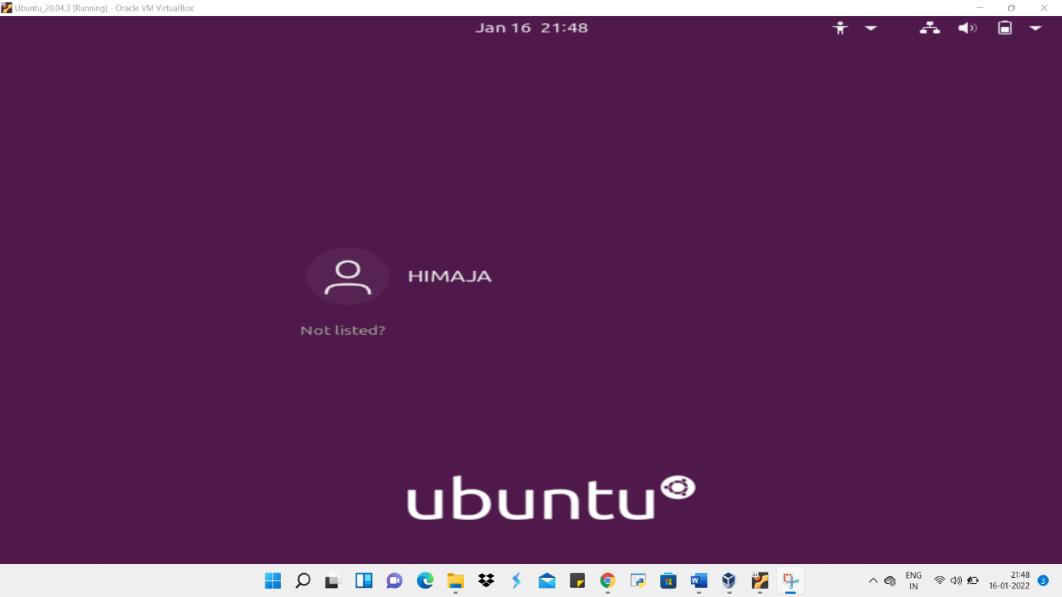 Ubuntu_20.04.3 [Running] - Oracle VM VirtualBox
Jan 16 21:48
HIMAJA
Not listed?
ubuntu
ENG
IN
21:48
16-01-2022
3